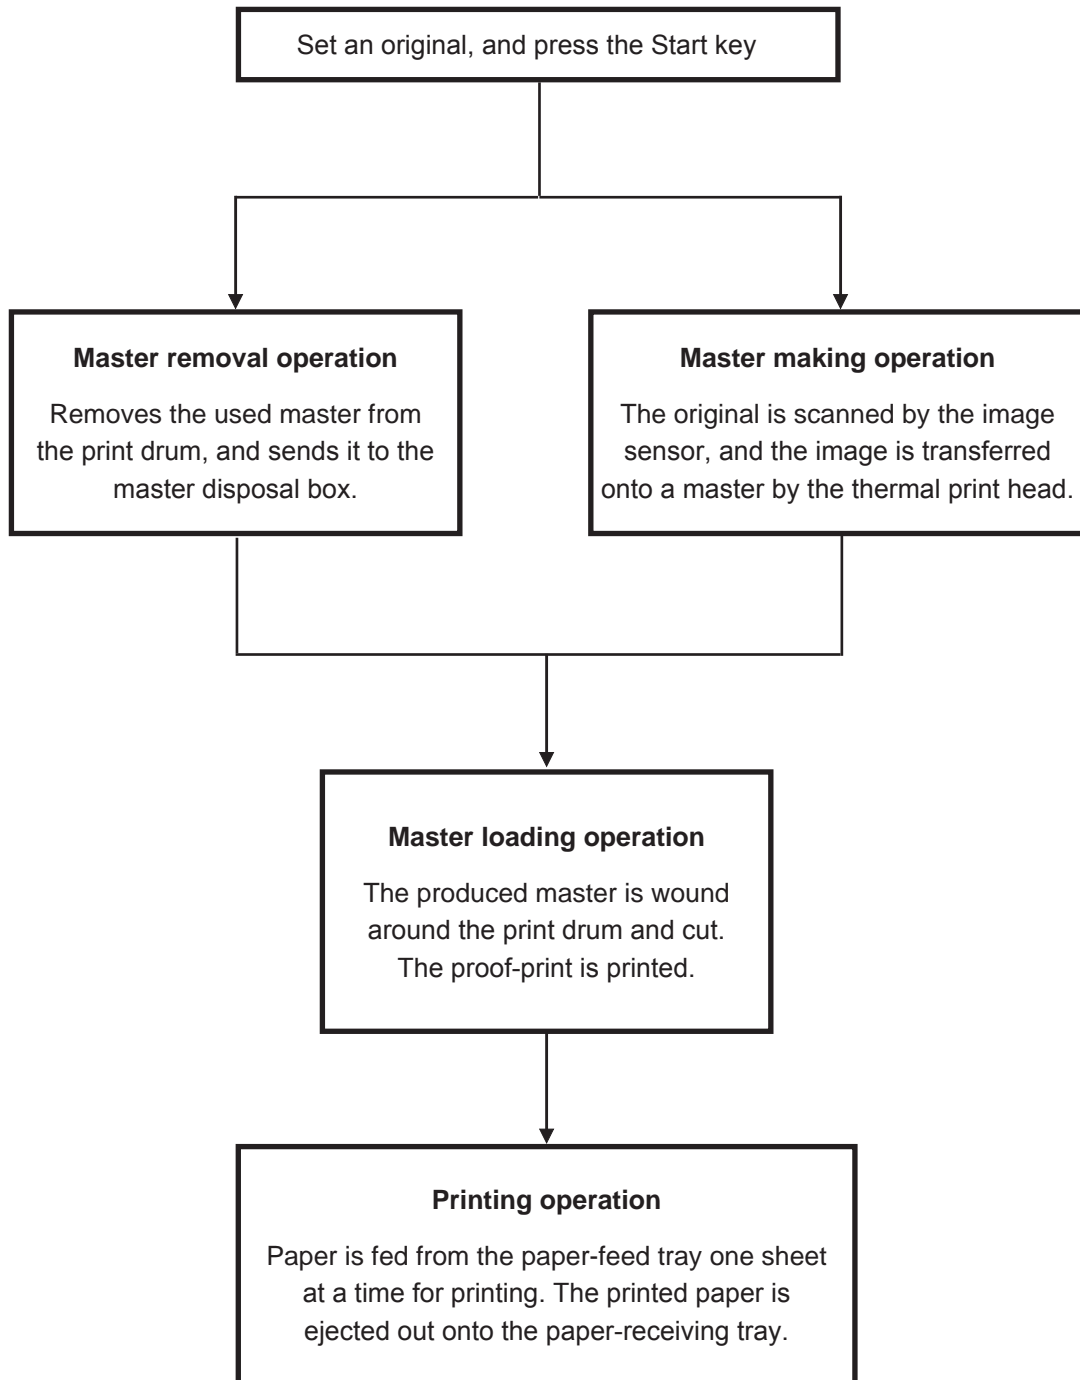 Set an original, and press the Start key
Master removal operation
Removes the used master from
the print drum, and sends it to the
master disposal box.
Master making operation
The original is scanned by the image
sensor, and the image is transferred
onto a master by the thermal print head.
Master loading operation
The produced master is wound
around the print drum and cut.
The proof-print is printed.
Printing operation
Paper is fed from the paper-feed tray one sheet
at a time for printing. The printed paper is
ejected out onto the paper-receiving tray.